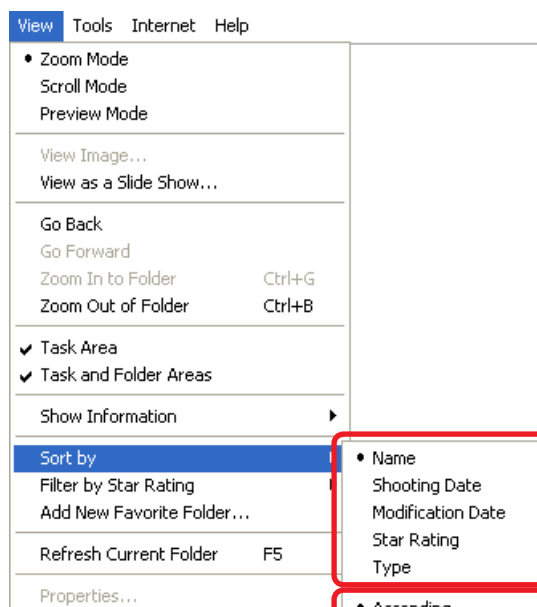 View Tools Internet Help
Zoom Mode
Scroll Mode
Preview Mode
View Image...
View as a Slide Show...
Go Back
Go Forward
Zoom In to Folder Ctrl+G
Zoom Out of Folder Ctrl+B
Task Area
Task and Folder Areas
Show Information
Sort by
Filter by Star Rating
Add New Favorite Folder...
Refresh Current Folder F5
Properties...
Name
Shooting Date
Modification Date
Star Rating
Type
Ascending